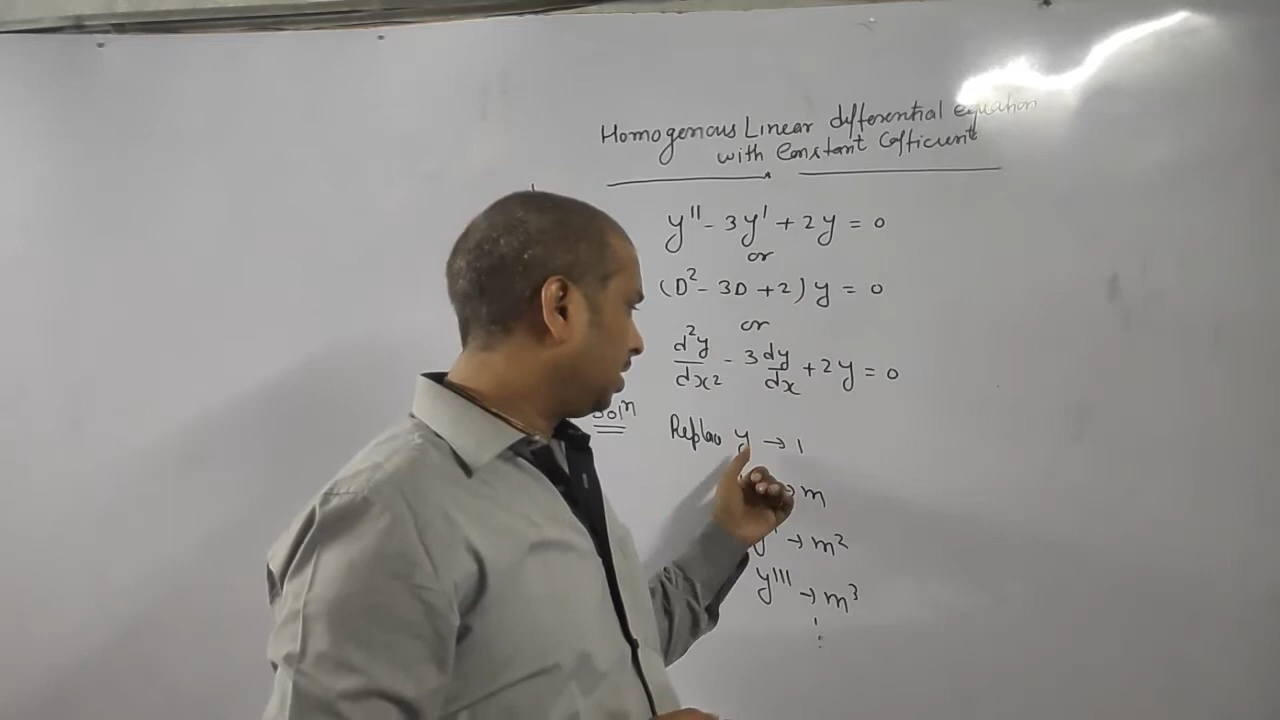 Homogenous Linear differential equation
with Constant Cofficient
y'' - 3y' + 2y = 0
or
(D² - 3D + 2) y = 0
or
d²y/dx² - 3 dy/dx + 2y = 0
Solⁿ
Replac y → 1
→ m
→ m²
y''' → m³